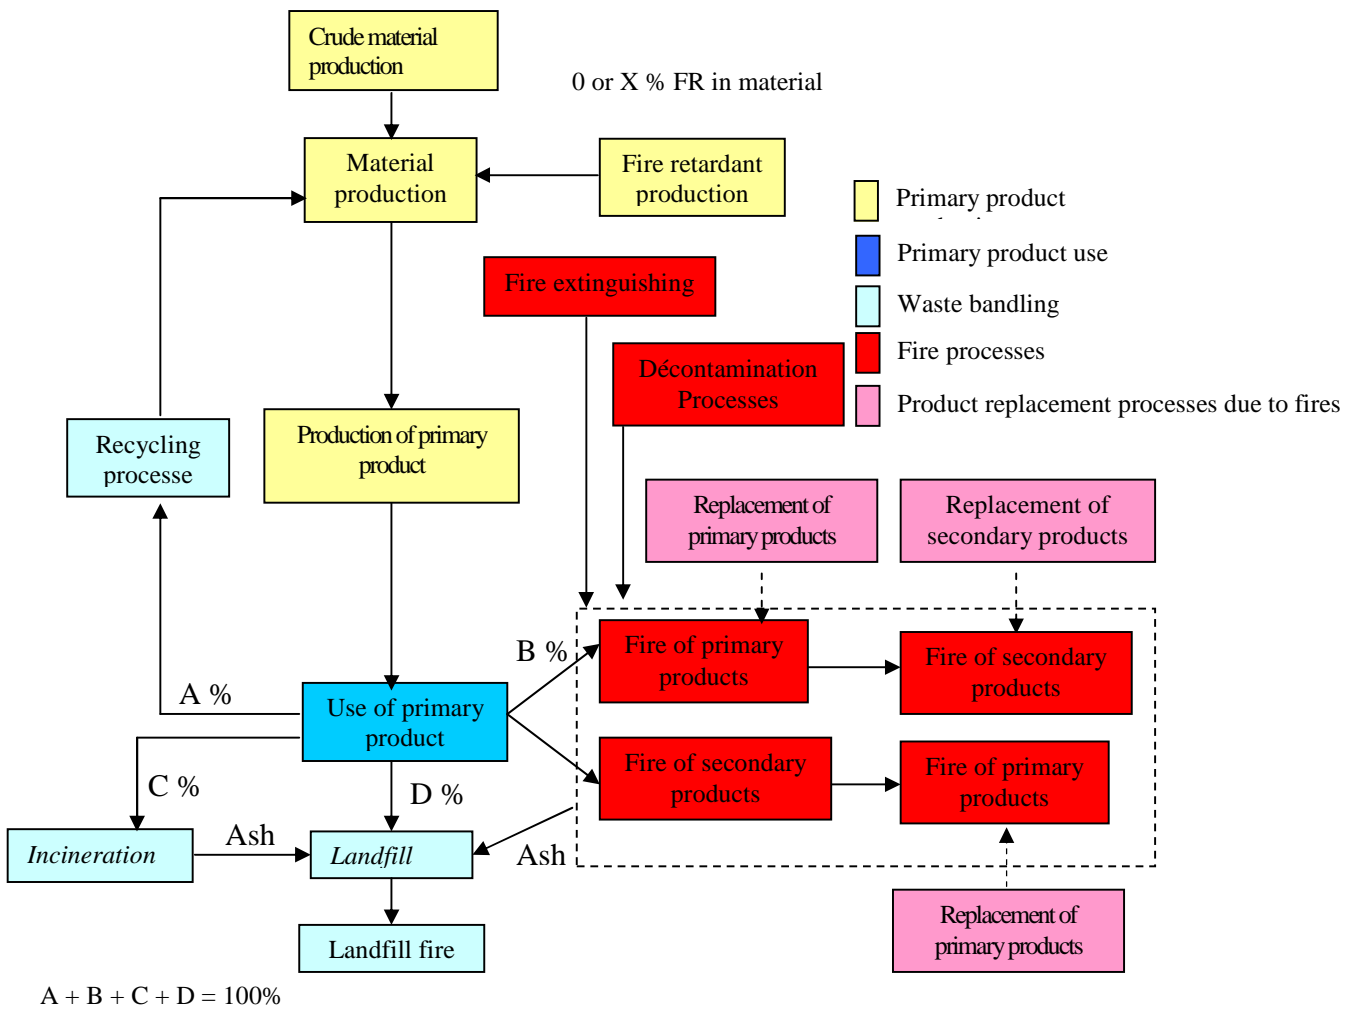 Crude material
production
0 or X % FR in material
Material
production
Fire retardant
production
Primary product
Primary product use
Waste bandling
Fire processes
Product replacement processes due to fires
Fire extinguishing
Décontamination
Processes
Recycling
processe
Production of primary
product
Replacement of
primary products
Replacement of
secondary products
A %
B %
Use of primary
product
Fire of primary
products
Fire of secondary
products
Fire of secondary
products
Fire of primary
products
C %
D %
Incineration
Ash
Landfill
Ash
Landfill fire
Replacement of
primary products
A + B + C + D = 100%